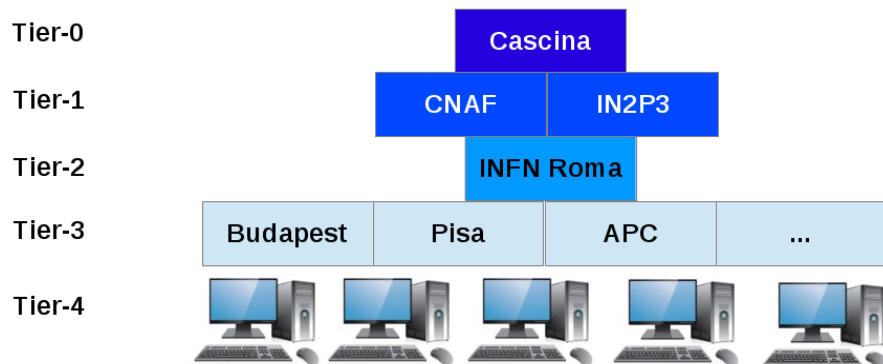 Tier-0
Cascina
Tier-1
CNAF
IN2P3
Tier-2
INFN Roma
Tier-3
Budapest
Pisa
APC
...
Tier-4